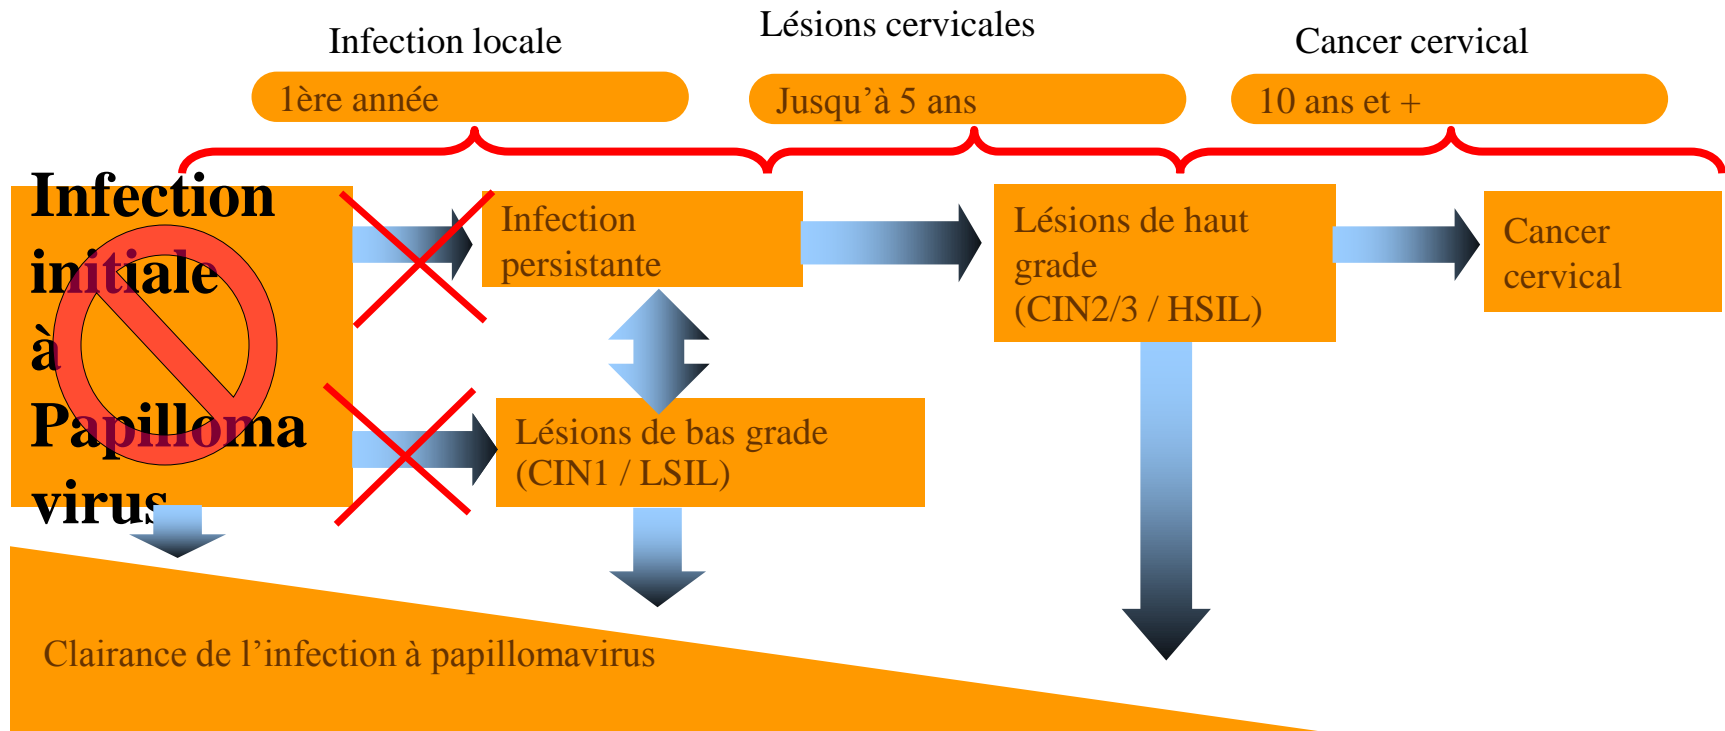 Infection locale
Lésions cervicales
Cancer cervical
1ère année
Jusqu’à 5 ans
10 ans et +
Infection
initiale
à
Papilloma
virus
Infection
persistante
Lésions de haut
grade
(CIN2/3 / HSIL)
Cancer
cervical
Lésions de bas grade
(CIN1 / LSIL)
Clairance de l’infection à papillomavirus